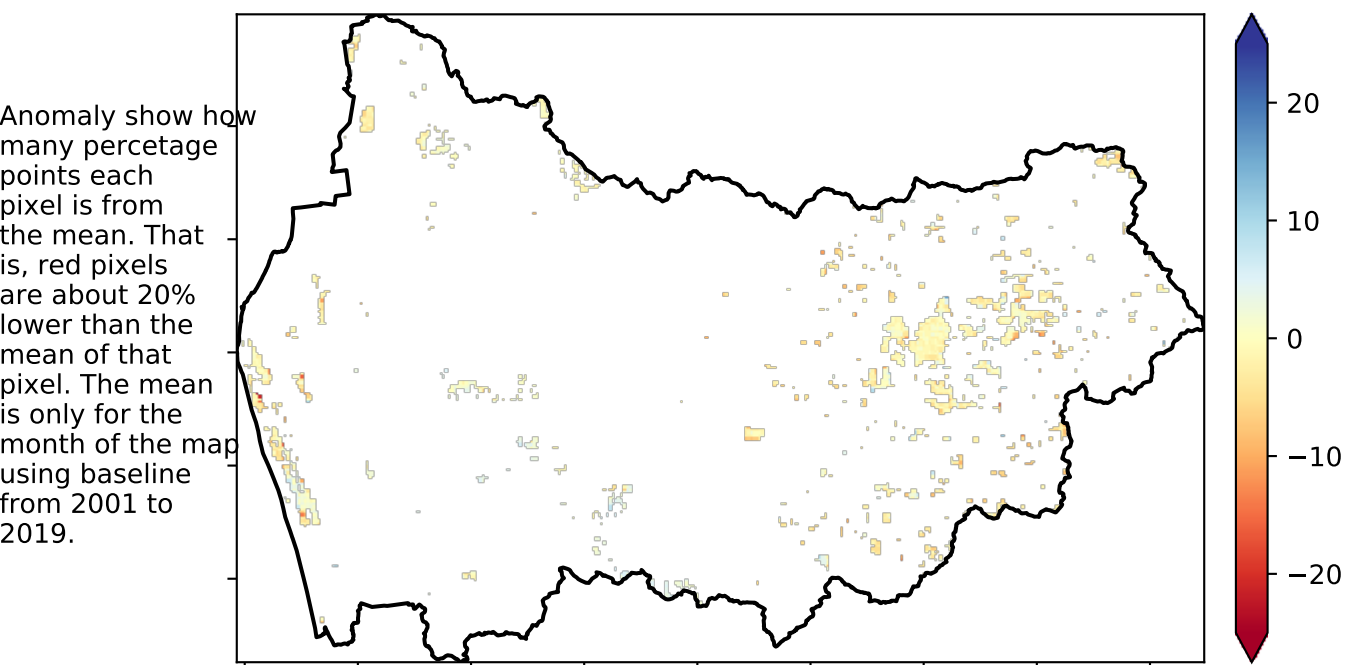 Anomaly show how
many percetage
points each
pixel is from
the mean. That
is, red pixels
are about 20%
lower than the
mean of that
pixel. The mean
is only for the
month of the map
using baseline
from 2001 to
2019.
20
10
0
−10
−20